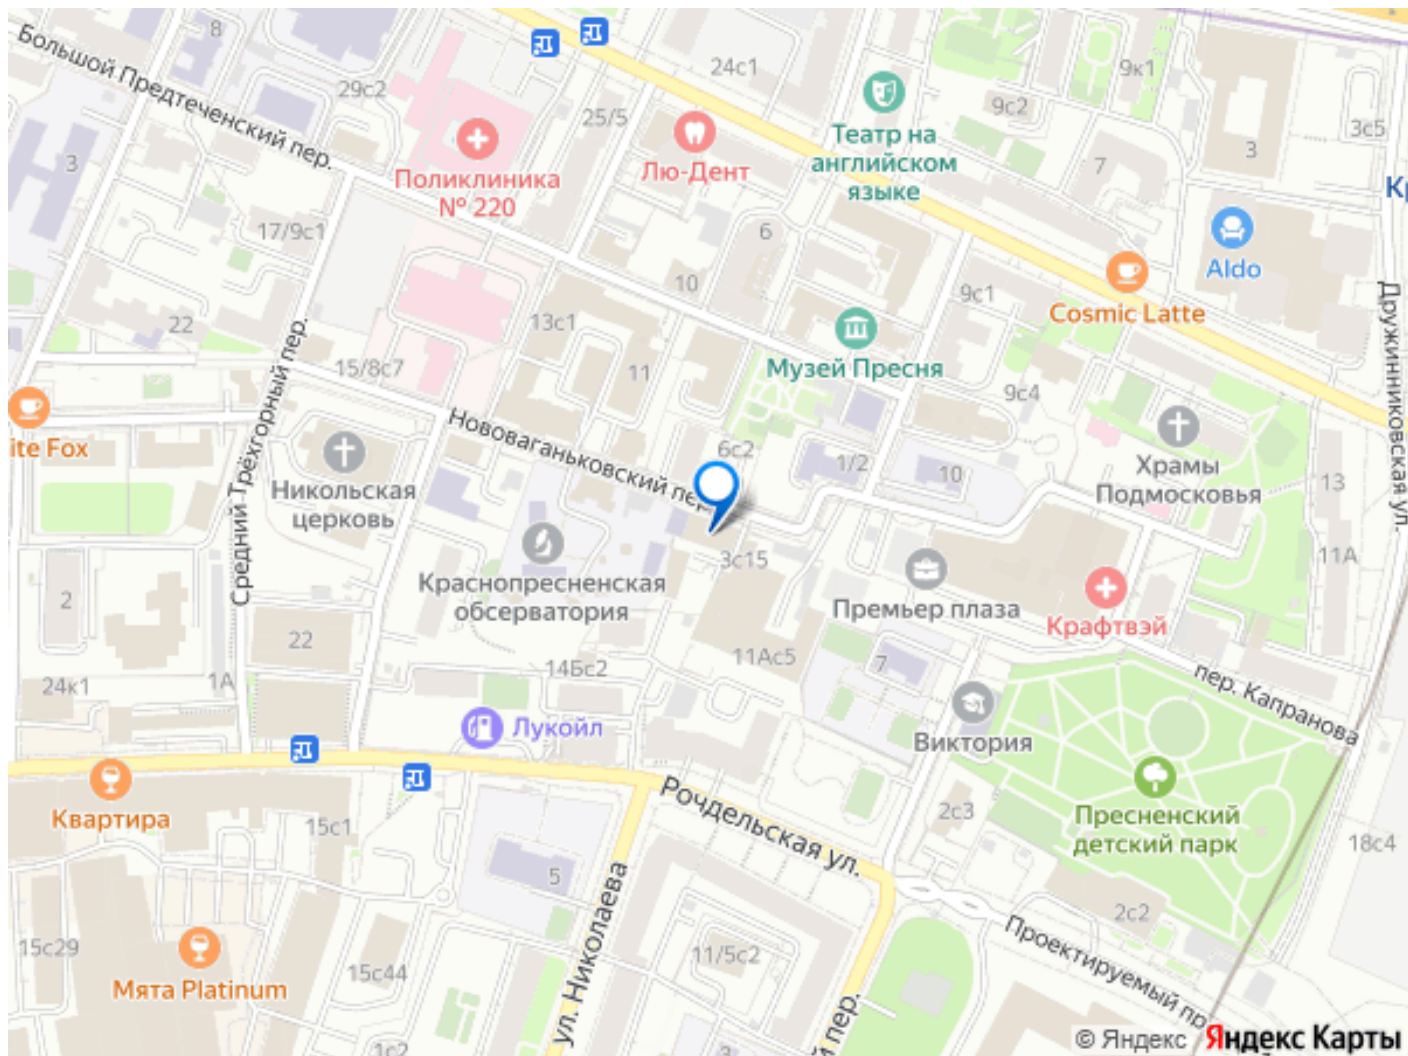 8
Большой Предтеченский пер.
29с2
24с1
25/5
Театр на
английском
языке
9к1
9с2
3с5
3
7
3
Поликлиника
№ 220
Лю-Дент
17/9с1
6
10
Aldo
Cosmic Latte
9с1
Дружинниковская ул.
22
13с1
15/8с7
11
Музей Пресня
9с4
Средний Трёхгорный пер.
Нововаганьковский пер.
6с2
1/2
10
Храмы
Подмосковья
13
11А
ite Fox
Никольская
церковь
Краснопресненская
обсерватория
3с15
Премьер плаза
Крафтвэй
2
22
14Бс2
11Ас5
7
24к1
1А
Лукойл
Виктория
пер. Капранова
Квартира
15с1
Рочдельская ул.
2с3
Пресненский
детский парк
18с4
5
ул. Николаева
2с2
15с29
Мята Platinum
15с44
11/5с2
Проектируемый пр
й пер.
1с2
© Яндекс Яндекс Карты